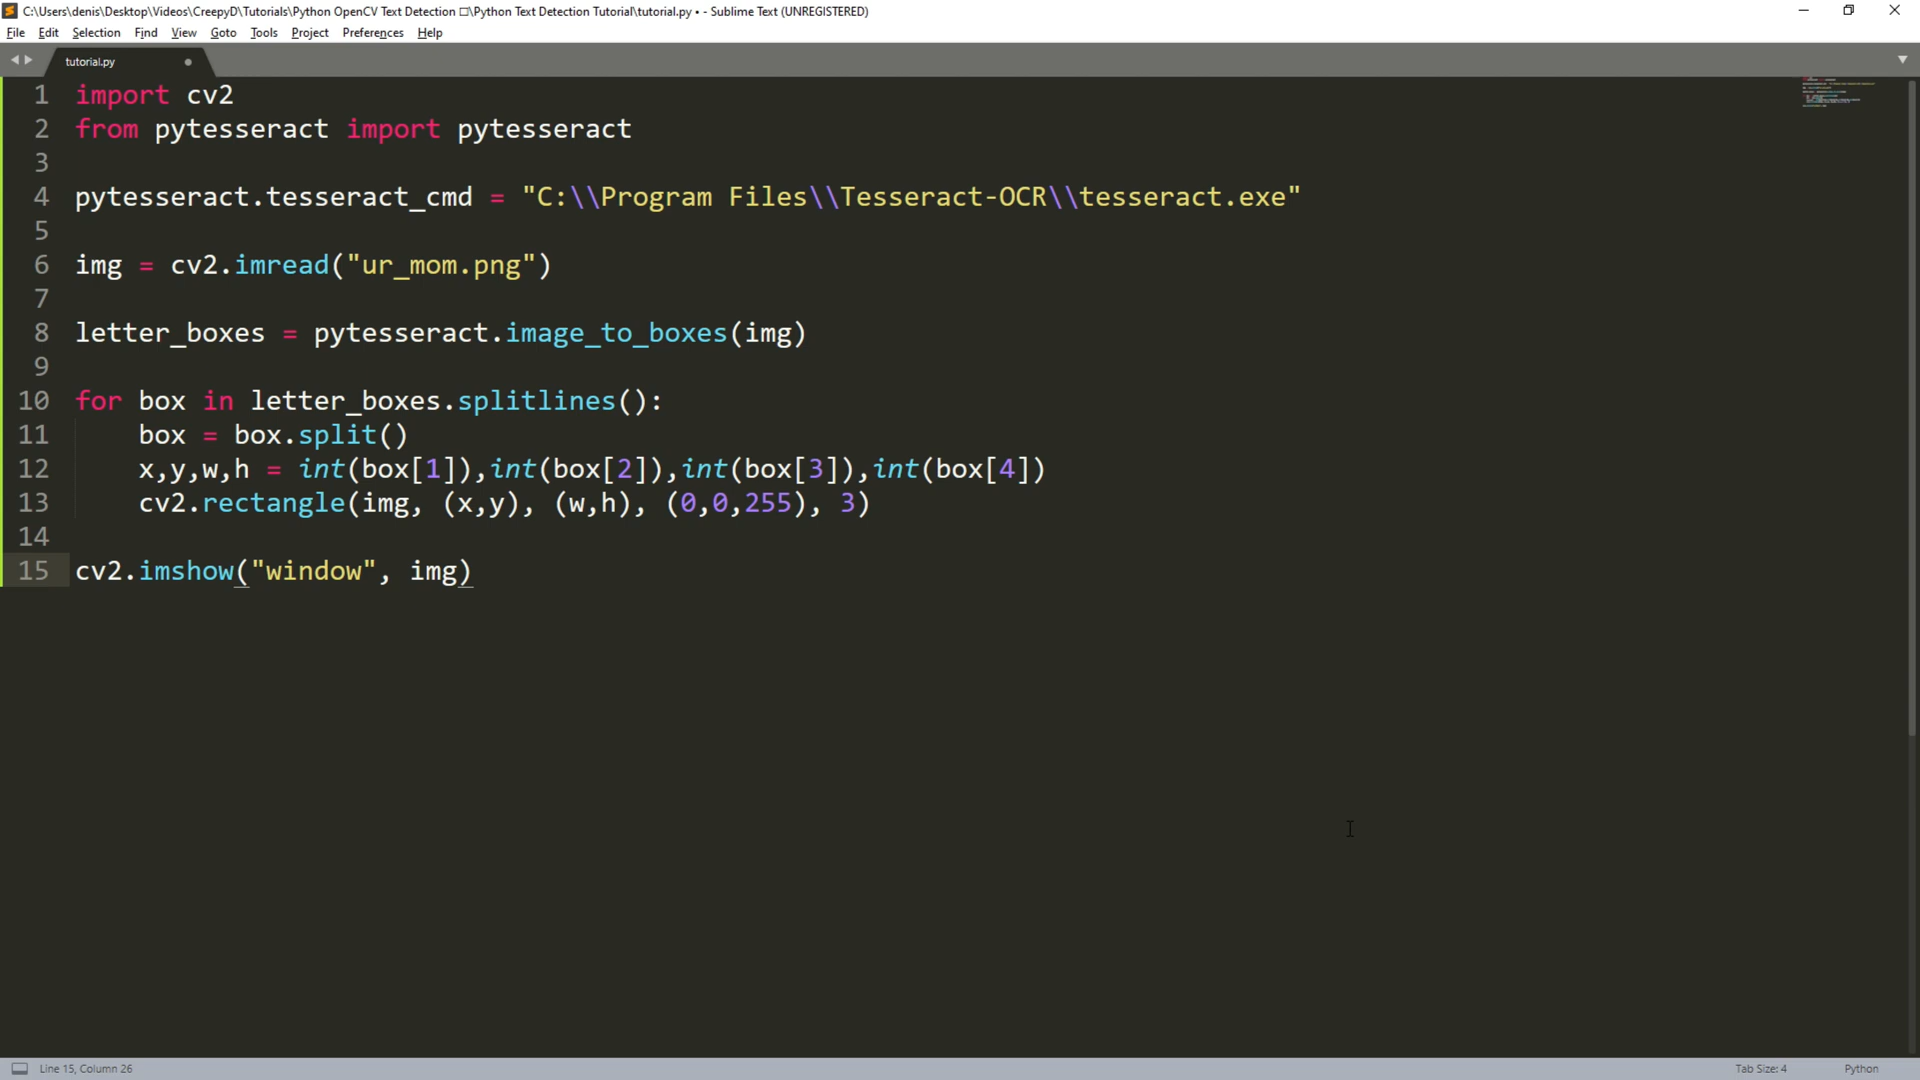 C:\Users\denis\Desktop\Videos\CreepyD\Tutorials\Python OpenCV Text Detection □\Python Text Detection Tutorial\tutorial.py • - Sublime Text (UNREGISTERED)
File Edit Selection Find View Goto Tools Project Preferences Help
tutorial.py
1 import cv2
2 from pytesseract import pytesseract
3
4 pytesseract.tesseract_cmd = "C:\\Program Files\\Tesseract-OCR\\tesseract.exe"
5
6 img = cv2.imread("ur_mom.png")
7
8 letter_boxes = pytesseract.image_to_boxes(img)
9
10 for box in letter_boxes.splitlines():
11     box = box.split()
12     x,y,w,h = int(box[1]),int(box[2]),int(box[3]),int(box[4])
13     cv2.rectangle(img, (x,y), (w,h), (0,0,255), 3)
14
15 cv2.imshow("window", img)
Line 15, Column 26 Tab Size: 4 Python